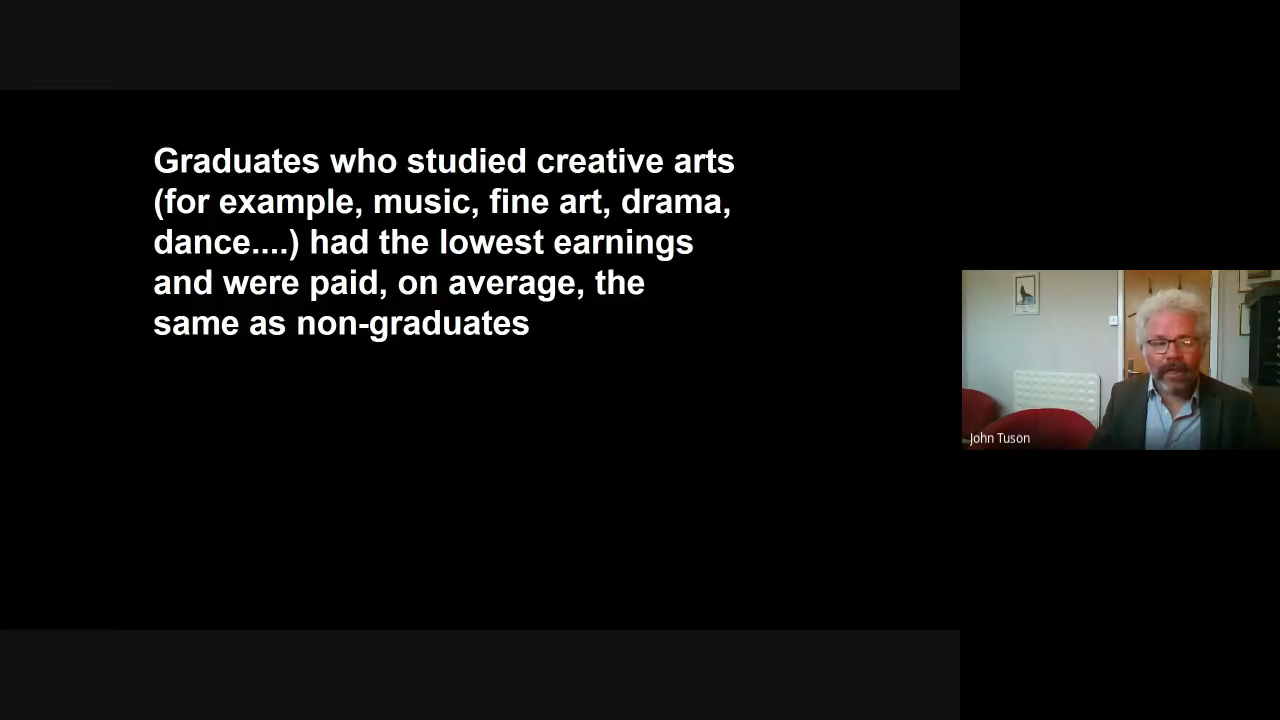 Graduates who studied creative arts
(for example, music, fine art, drama,
dance....) had the lowest earnings
and were paid, on average, the
same as non-graduates
John Tuson